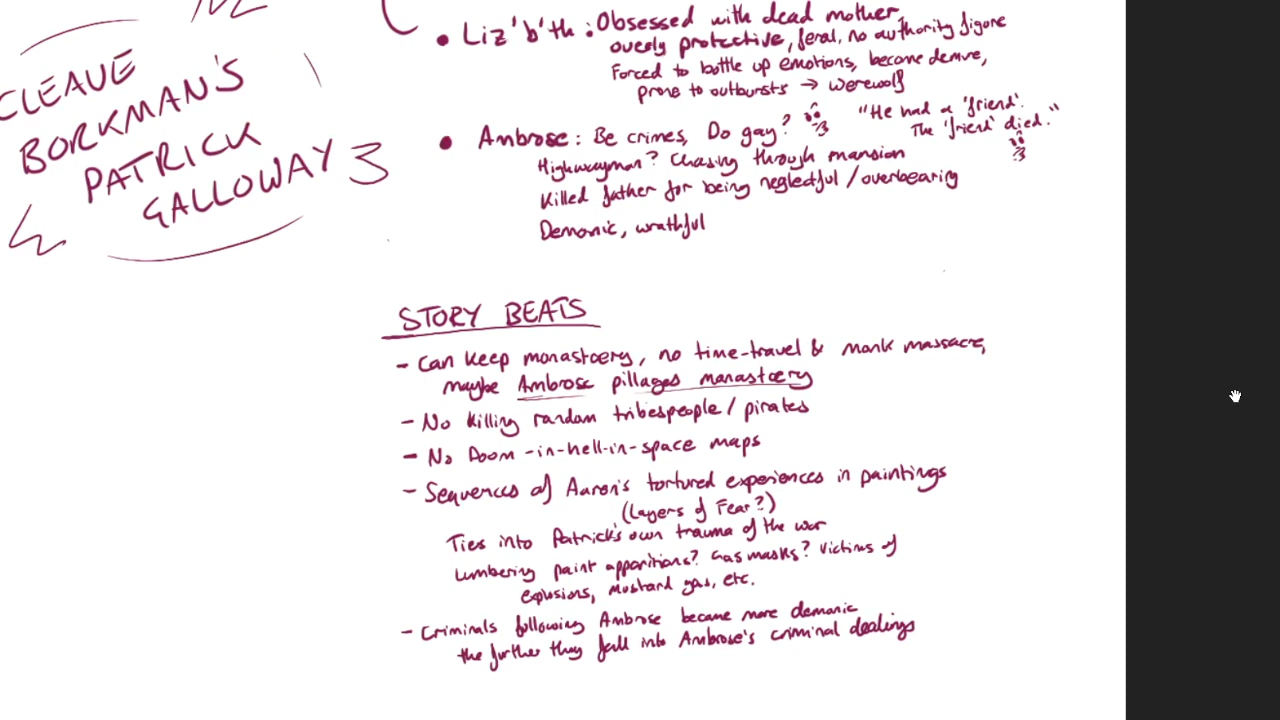 CLEAVE
BORKMAN'S
PATRICK
GALLOWAY 3
• Liz'b'th : Obsessed with dead mother,
overly protective, feral, no authority figure
Forced to bottle up emotions, become demure,
prone to outbursts → werewolf
• Ambrose : Be crimes, Do gay? "He had a 'friend'.
The 'friend' died."
Highwayman? Chasing through mansion
Killed father for being neglectful / overbearing
Demonic, wrathful
STORY BEATS
- Can keep monastoery, no time-travel & monk massacre,
maybe Ambrose pillages monastoery
- No killing random tribespeople / pirates
- No Doom-in-hell-in-space maps
- Sequences of Aaron's tortured experiences in paintings
(Layers of Fear?)
Ties into Patrick's own trauma of the war
Lumbering paint apparitions? Gas masks? Victims of
explosions, mustard gas, etc.
- Criminals following Ambrose become more demonic
the further they fall into Ambrose's criminal dealings